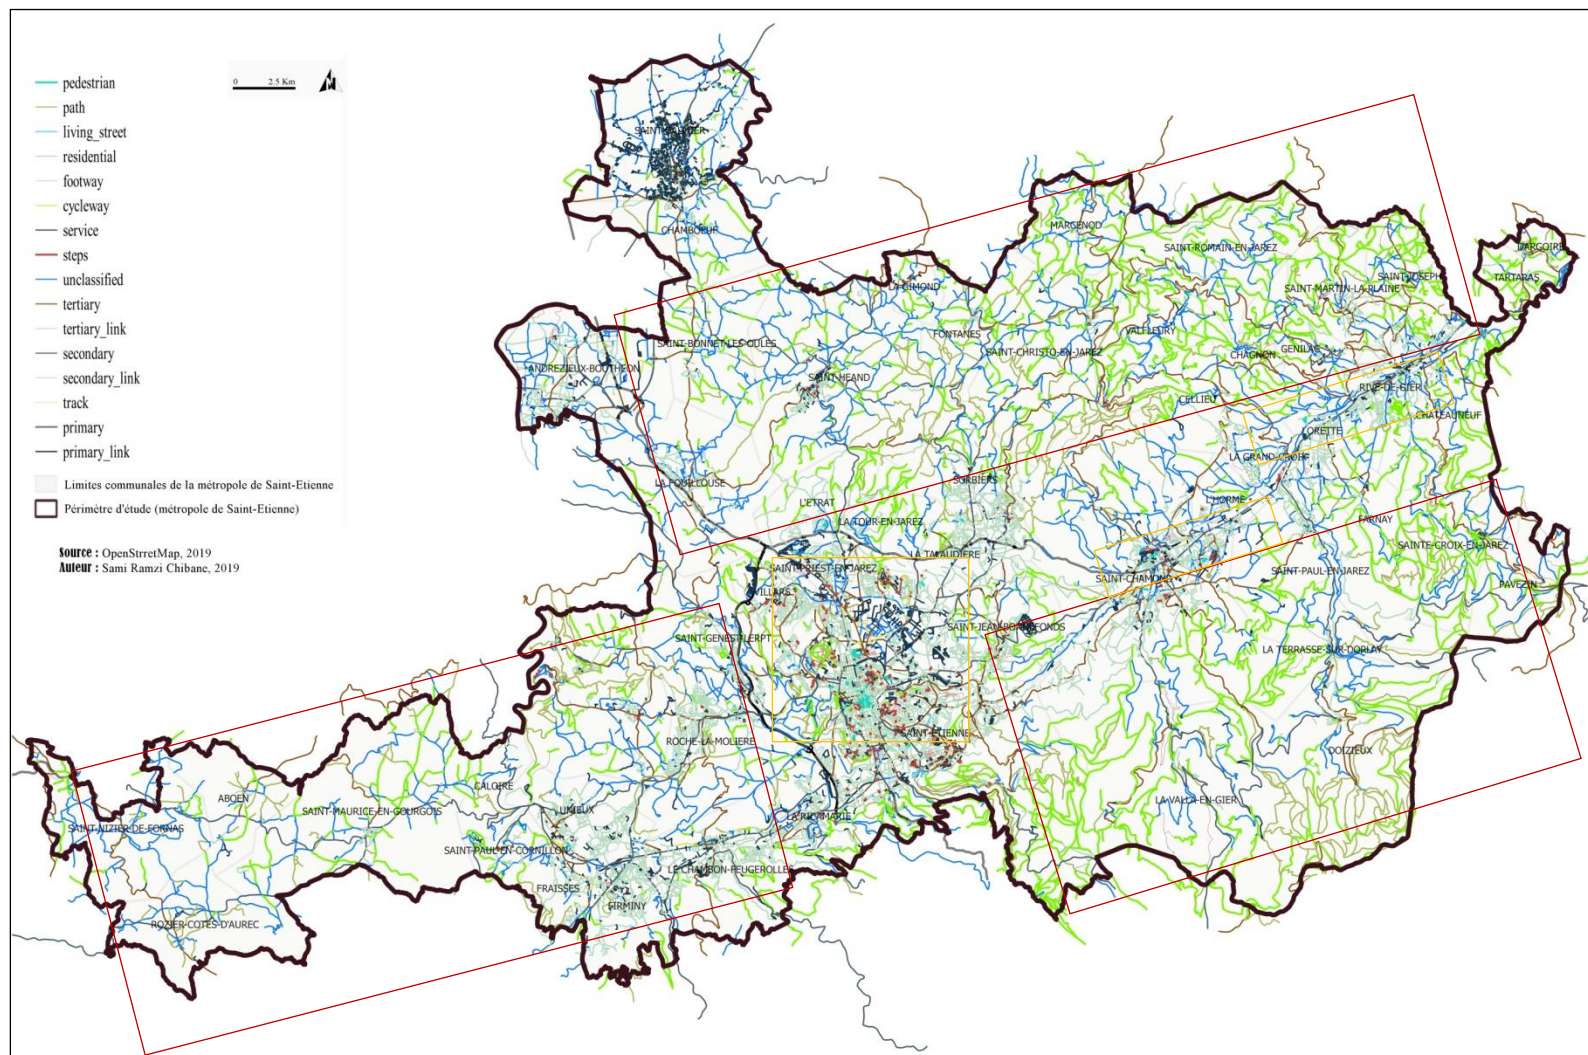 0 2.5 Km
pedestrian
path
living_street
residential
footway
cycleway
service
steps
unclassified
tertiary
tertiary_link
secondary
secondary_link
track
primary
primary_link
Limites communales de la métropole de Saint-Etienne
Périmètre d'étude (métropole de Saint-Etienne)
Source : OpenStrretMap, 2019
Auteur : Sami Ramzi Chibane, 2019
CHAMBOEUF
MARGENOD
SAINT-ROMAIN-EN-JAREZ
DARGOIRE
SAINT-JOSEPH
TARTARAS
LA GIMOND
SAINT-MARTIN-LA-PLAINE
FONTANES
VALFLEURY
SAINT-BONNET-LES-OULES
SAINT-CHRISTO-EN-JAREZ
GENILAC
CHAGNON
ANDREZIEUX-BOUTHEON
SAINT-HEAND
RIVE-DE-GIER
CELLIEU
CHATEAUNEUF
LORETTE
LA GRAND-CROIX
LA FOUILLOUSE
SORBIERS
L'ETRAT
L'HORME
LA TOUR-EN-JAREZ
FARNAY
LA TALAUDIERE
SAINTE-CROIX-EN-JAREZ
SAINT-PRIEST-EN-JAREZ
SAINT-PAUL-EN-JAREZ
SAINT-CHAMOND
PAVEZIN
VILLARS
SAINT-JEAN-BONNEFONDS
SAINT-GENEST-LERPT
LA TERRASSE-SUR-DORLAY
SAINT-ETIENNE
ROCHE-LA-MOLIERE
DOIZIEUX
CALOIRE
ABOEN
LA VALLA-EN-GIER
SAINT-MAURICE-EN-GOURGOIS
UNIEUX
LA RICAMARIE
SAINT-NIZIER-DE-FORNAS
SAINT-PAUL-EN-CORNILLON
LE CHAMBON-FEUGEROLLES
FRAISSES
FIRMINY
ROZIER-COTES-D'AUREC